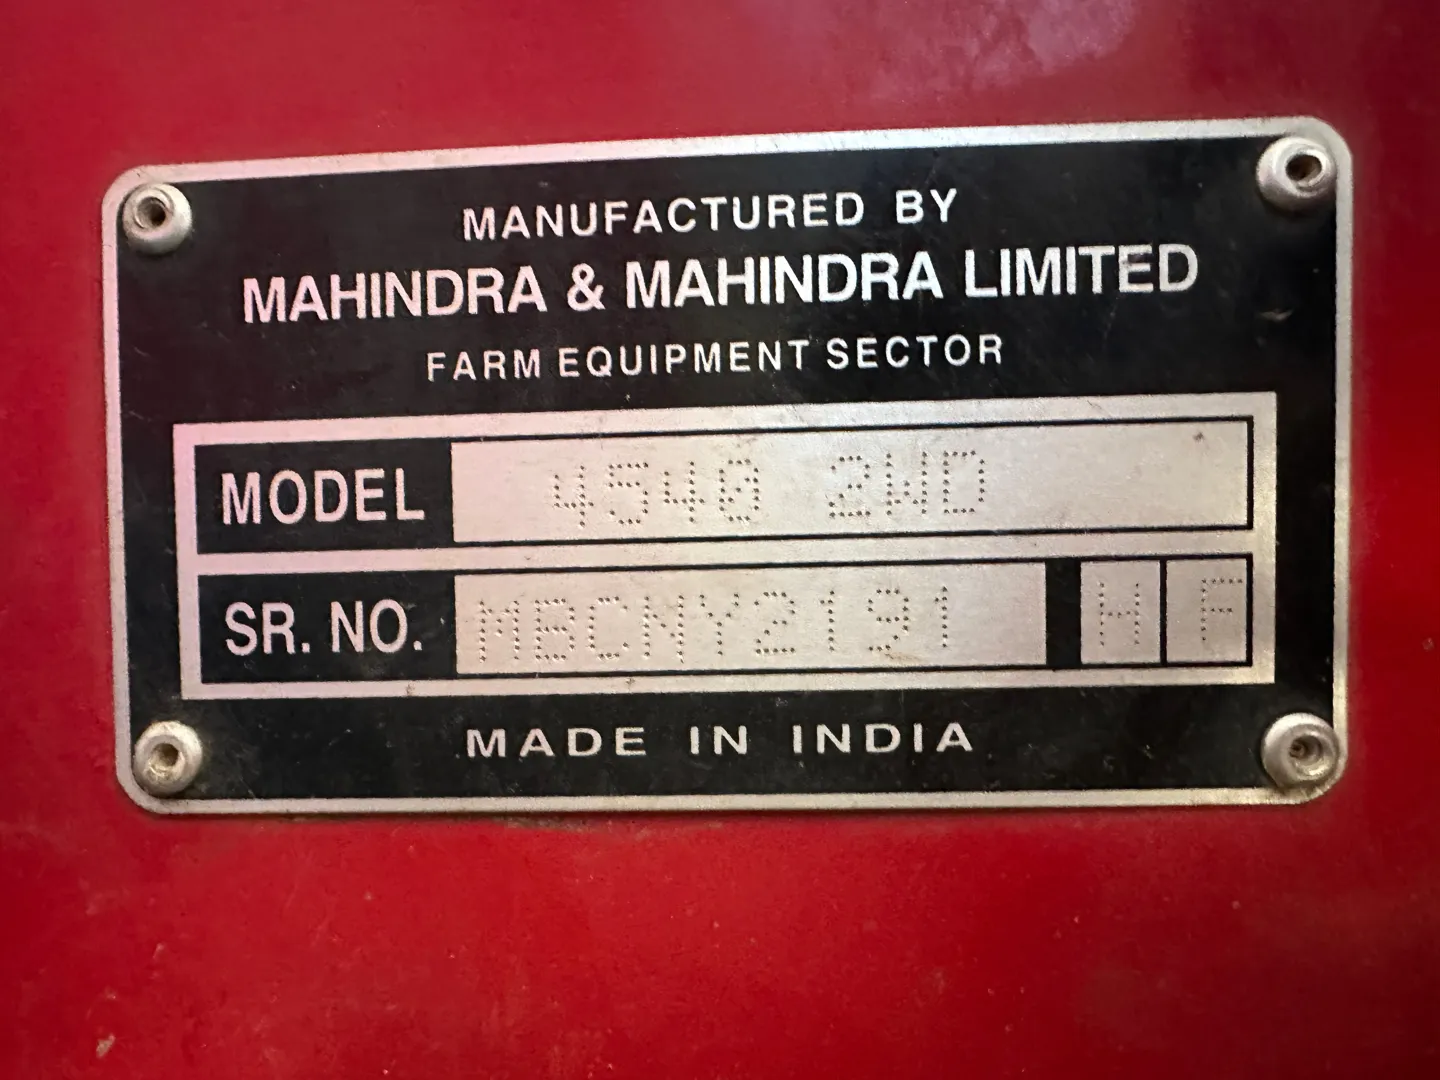 MANUFACTURED BY
MAHINDRA & MAHINDRA LIMITED
FARM EQUIPMENT SECTOR
MODEL 4540 2WD
SR. NO. MBCNY2191 H F
MADE IN INDIA